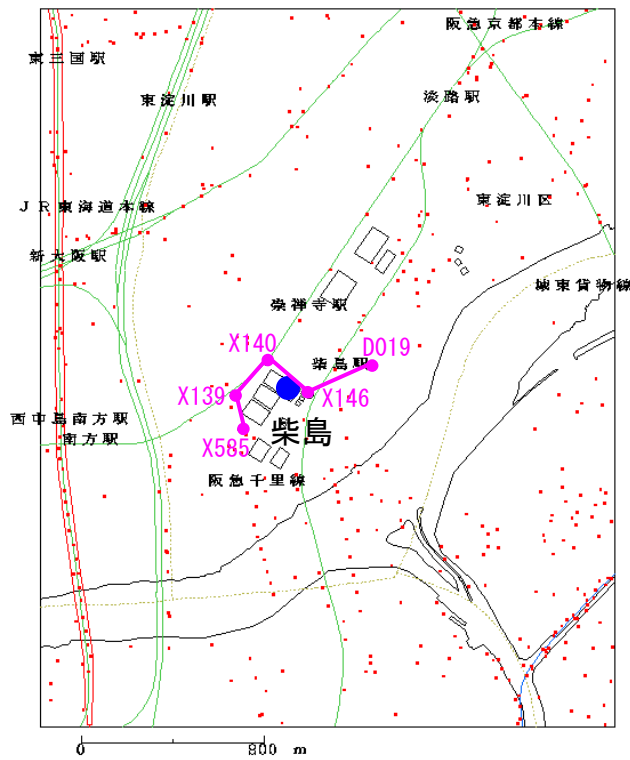 阪急京都本線
東三国駅
東淀川駅
淡路駅
東淀川区
JR東海道本線
新大阪駅
城東貨物線
崇禅寺駅
X140
柴島駅
D019
X139
X146
西中島南方駅
南方駅
X585
柴島
阪急千里線
0 800 m